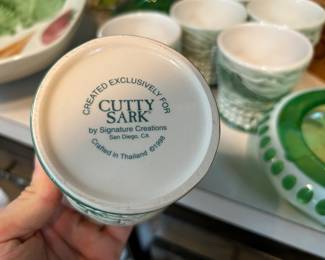 CREATED EXCLUSIVELY FOR
CUTTY
SARK
by Signature Creations
San Diego, CA
Crafted in Thailand ©1998